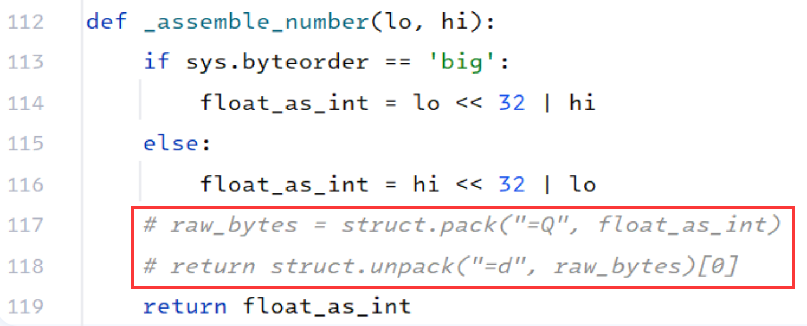 112 def _assemble_number(lo, hi):
113 if sys.byteorder == 'big':
114 float_as_int = lo << 32 | hi
115 else:
116 float_as_int = hi << 32 | lo
117 # raw_bytes = struct.pack("=Q", float_as_int)
118 # return struct.unpack("=d", raw_bytes)[0]
119 return float_as_int